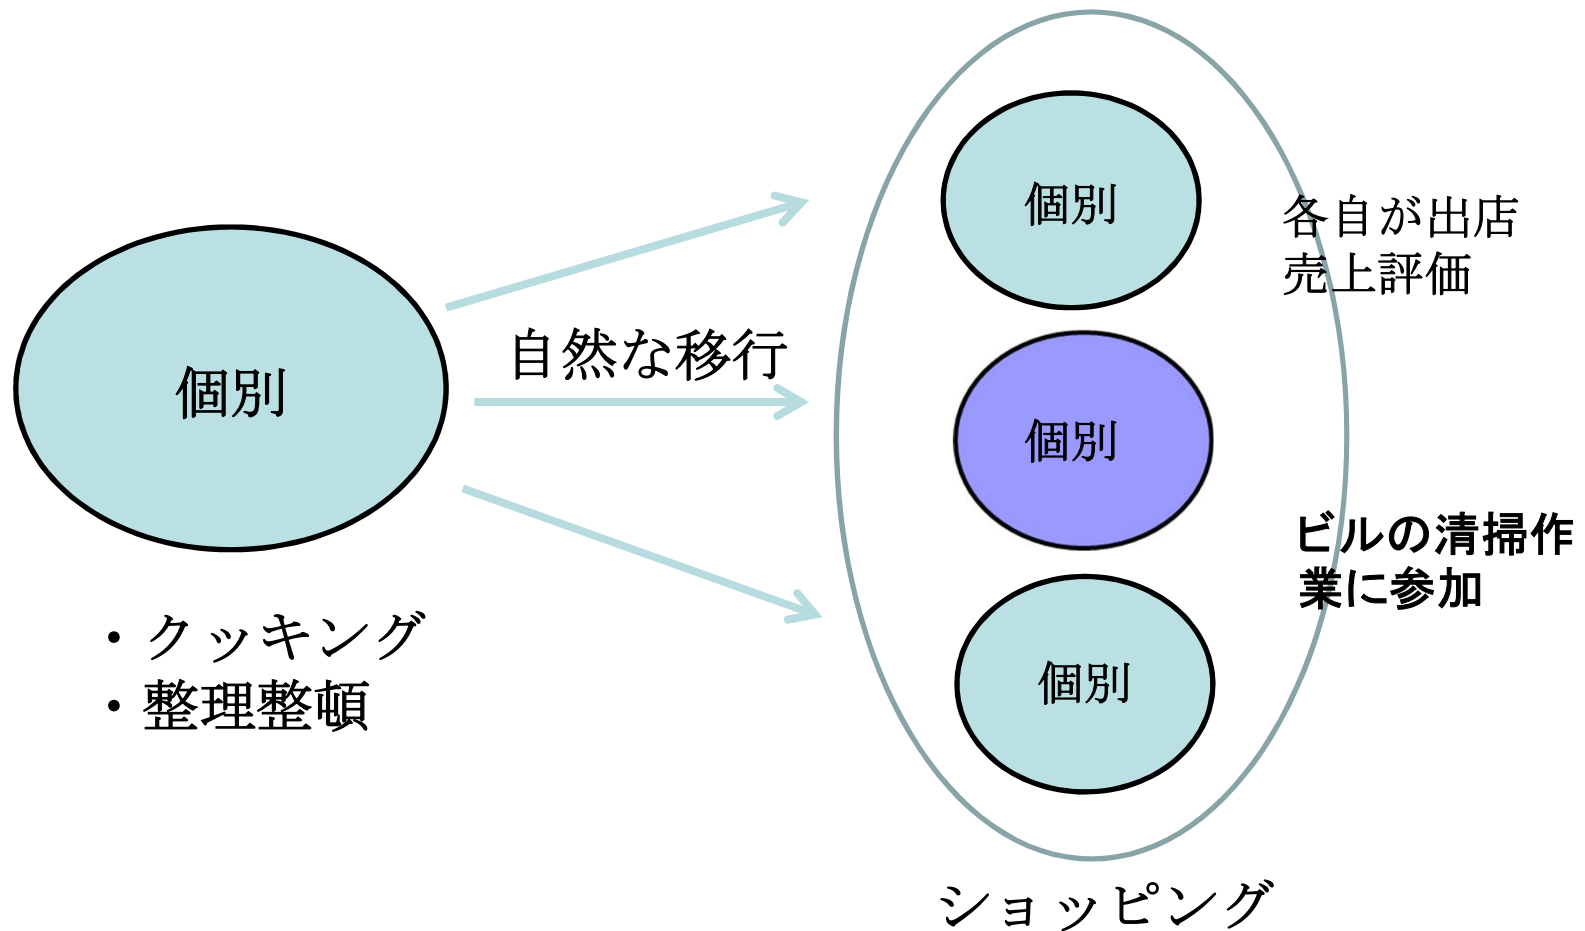 個別
・クッキング
・整理整頓
自然な移行
個別
各自が出店
売上評価
個別
ビルの清掃作
業に参加
個別
ショッピング